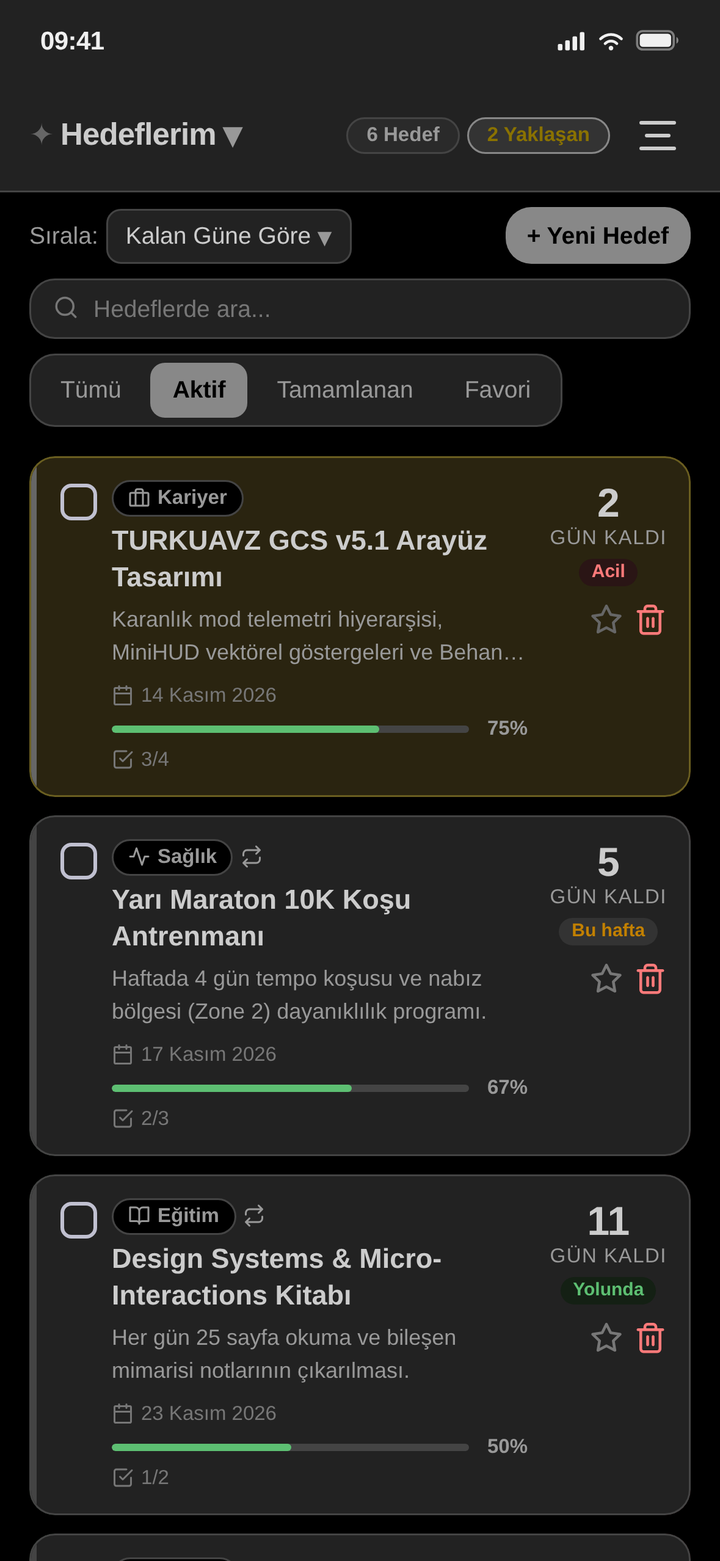 09:41
Hedeflerim ▼
6 Hedef
2 Yaklaşan
Sırala:
Kalan Güne Göre ▼
+ Yeni Hedef
Hedeflerde ara...
Tümü
Aktif
Tamamlanan
Favori
Kariyer
TURKUAVZ GCS v5.1 Arayüz
Tasarımı
Karanlık mod telemetri hiyerarşisi,
MiniHUD vektörel göstergeleri ve Behan…
14 Kasım 2026
75%
3/4
2
GÜN KALDI
Acil
Sağlık
Yarı Maraton 10K Koşu
Antrenmanı
Haftada 4 gün tempo koşusu ve nabız
bölgesi (Zone 2) dayanıklılık programı.
17 Kasım 2026
67%
2/3
5
GÜN KALDI
Bu hafta
Eğitim
Design Systems & Micro-
Interactions Kitabı
Her gün 25 sayfa okuma ve bileşen
mimarisi notlarının çıkarılması.
23 Kasım 2026
50%
1/2
11
GÜN KALDI
Yolunda